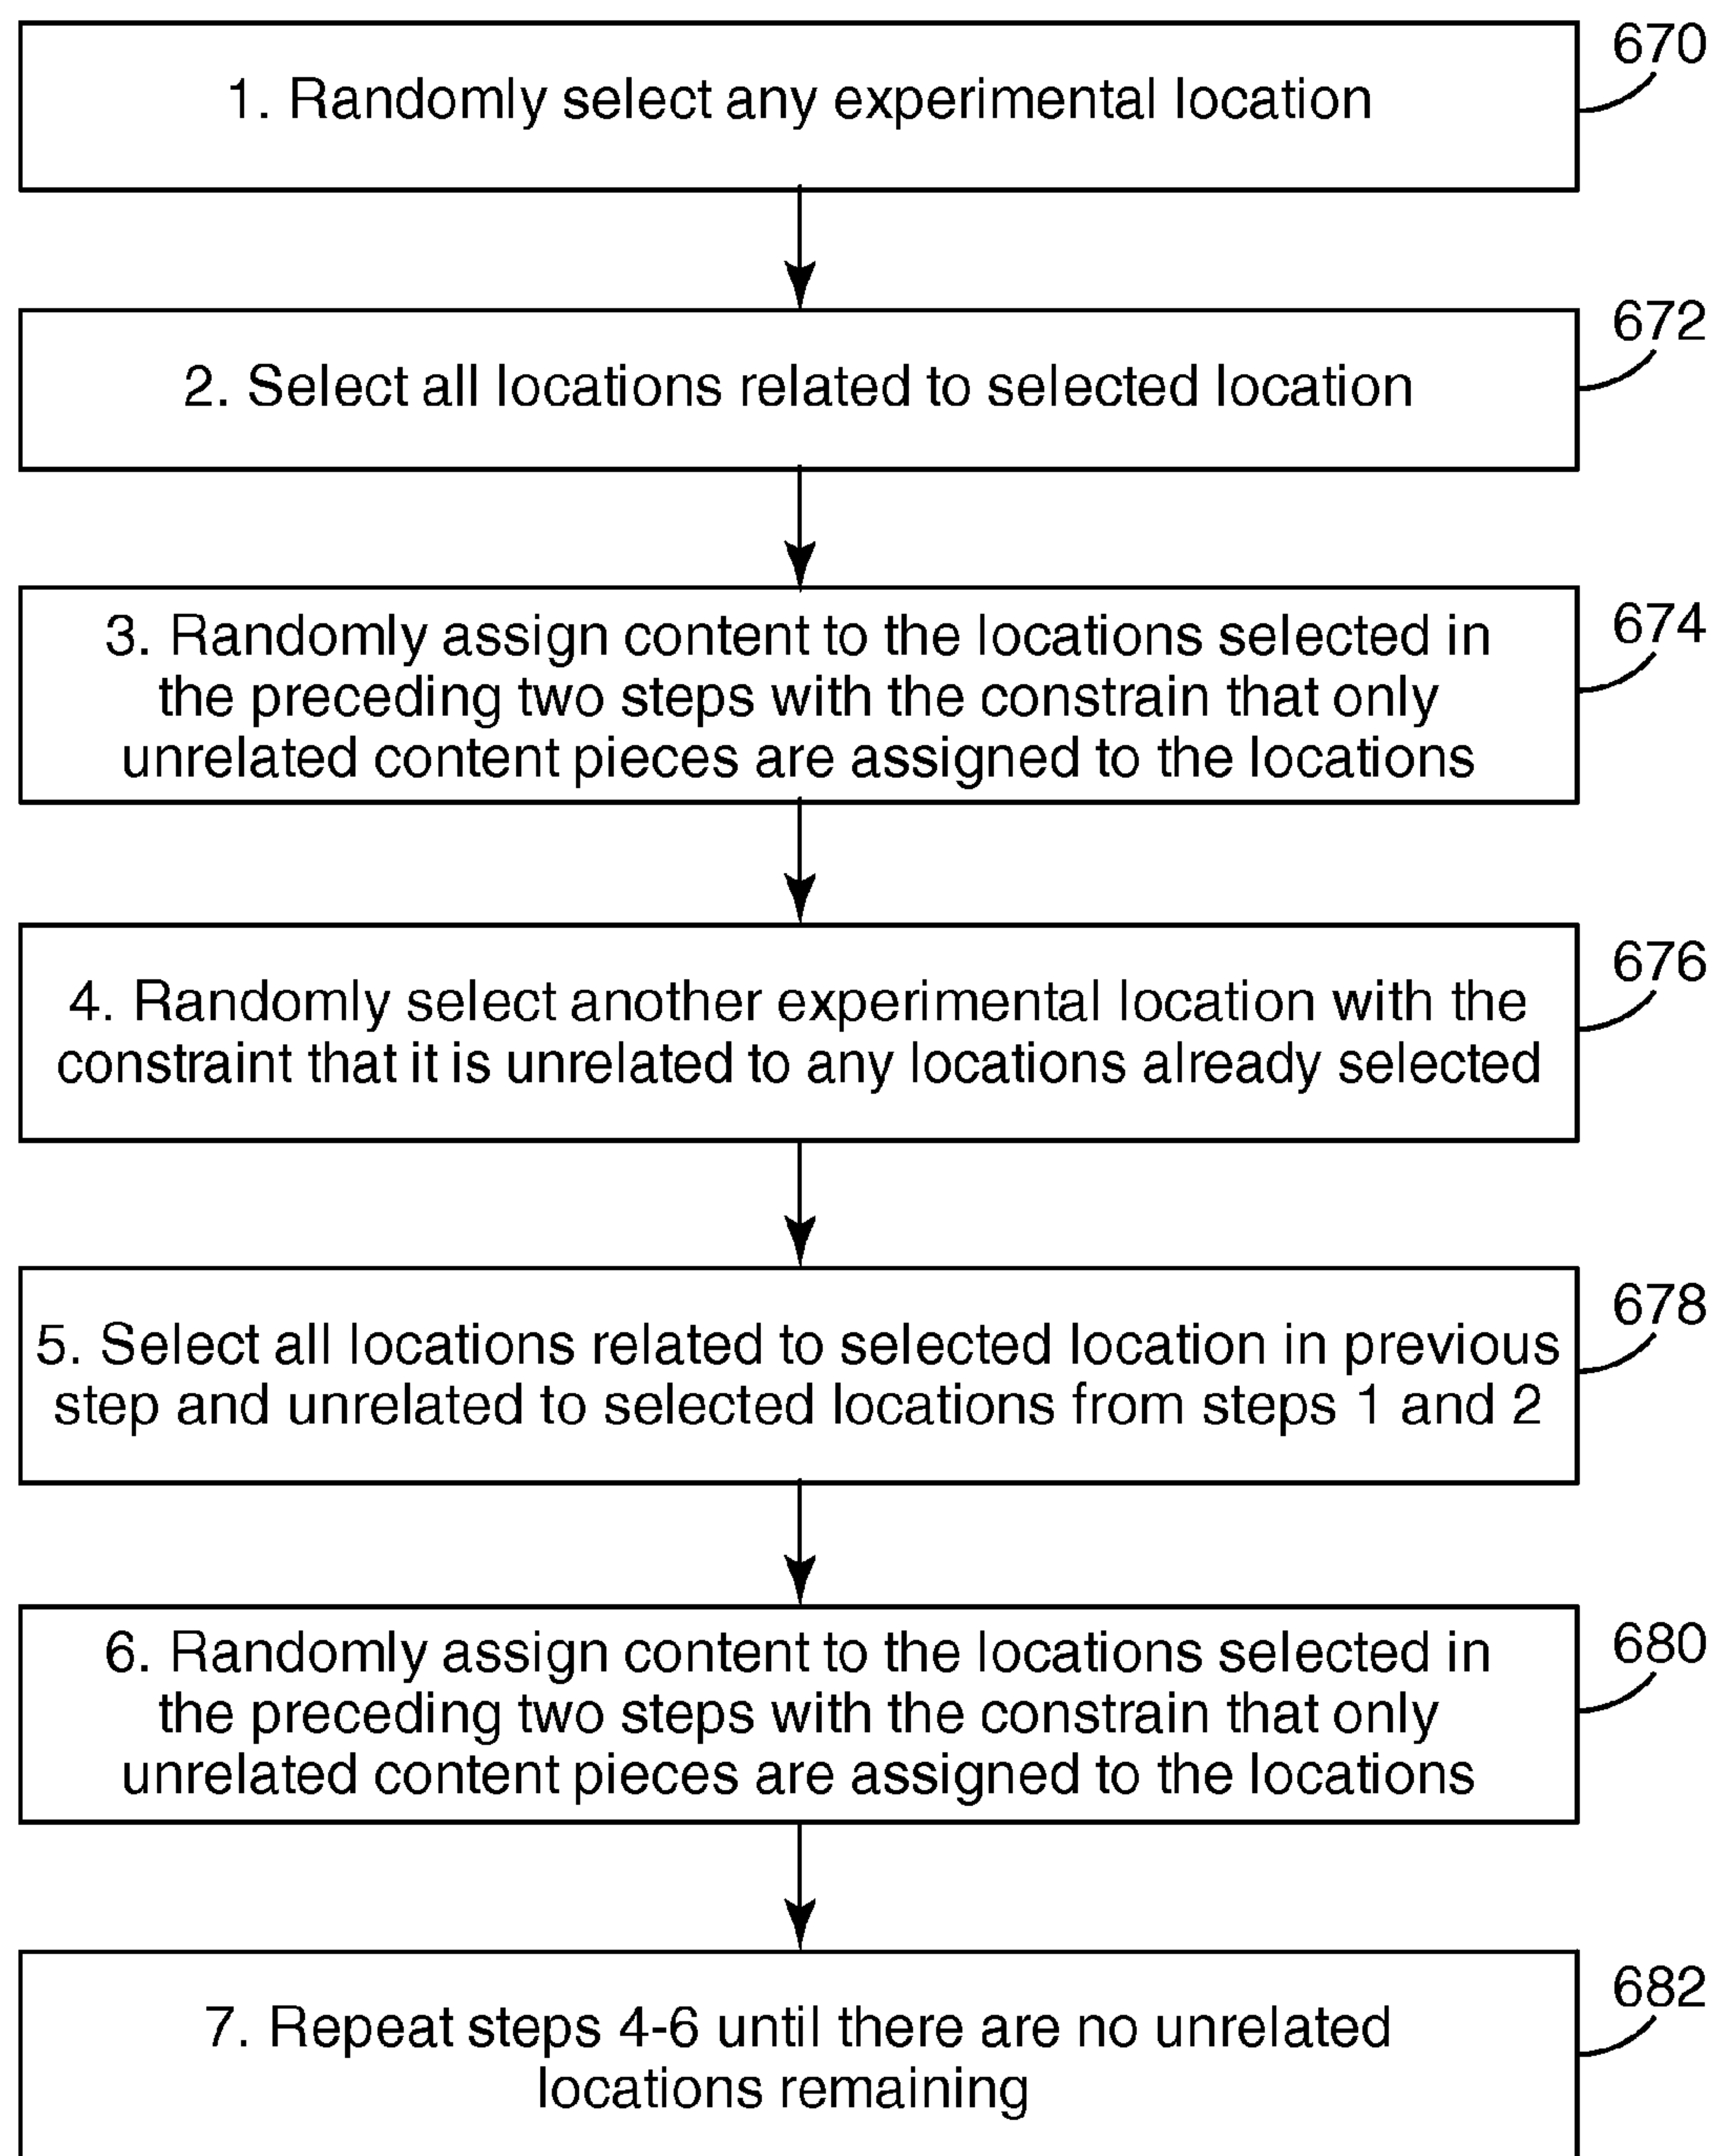 670
1. Randomly select any experimental location
672
2. Select all locations related to selected location
674
3. Randomly assign content to the locations selected in
the preceding two steps with the constrain that only
unrelated content pieces are assigned to the locations
676
4. Randomly select another experimental location with the
constraint that it is unrelated to any locations already selected
678
5. Select all locations related to selected location in previous
step and unrelated to selected locations from steps 1 and 2
680
6. Randomly assign content to the locations selected in
the preceding two steps with the constrain that only
unrelated content pieces are assigned to the locations
682
7. Repeat steps 4-6 until there are no unrelated
locations remaining